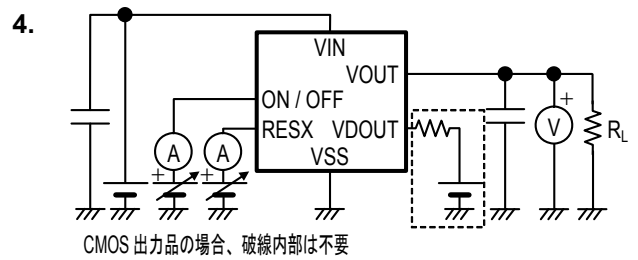 4.
VIN
VOUT
ON / OFF
RESX VDOUT
VSS
A
A
V
RL
+
+
+
CMOS 出力品の場合、破線内部は不要